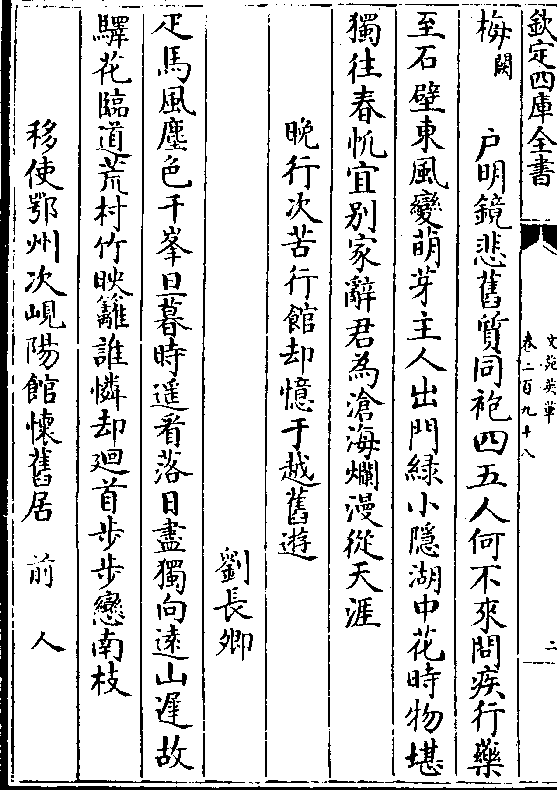 欽定四庫全書
文苑英華
卷二百九十八
二
梅闕　戶明鏡悲舊質同袍四五人何不來問疾行藥
至石壁東風變萌芽主人出門緑小隱湖中花時物堪
獨往春忛宜别家辭君為滄海爛漫從天涯
晚行次苦行館却憶于越舊遊
劉長卿
疋馬風塵色千峯旦暮時遥看落日盡獨向逺山遲故
驛花臨道荒村竹映籬誰憐却廻首步步戀南枝
移使鄂州次峴陽館懷舊居　前人